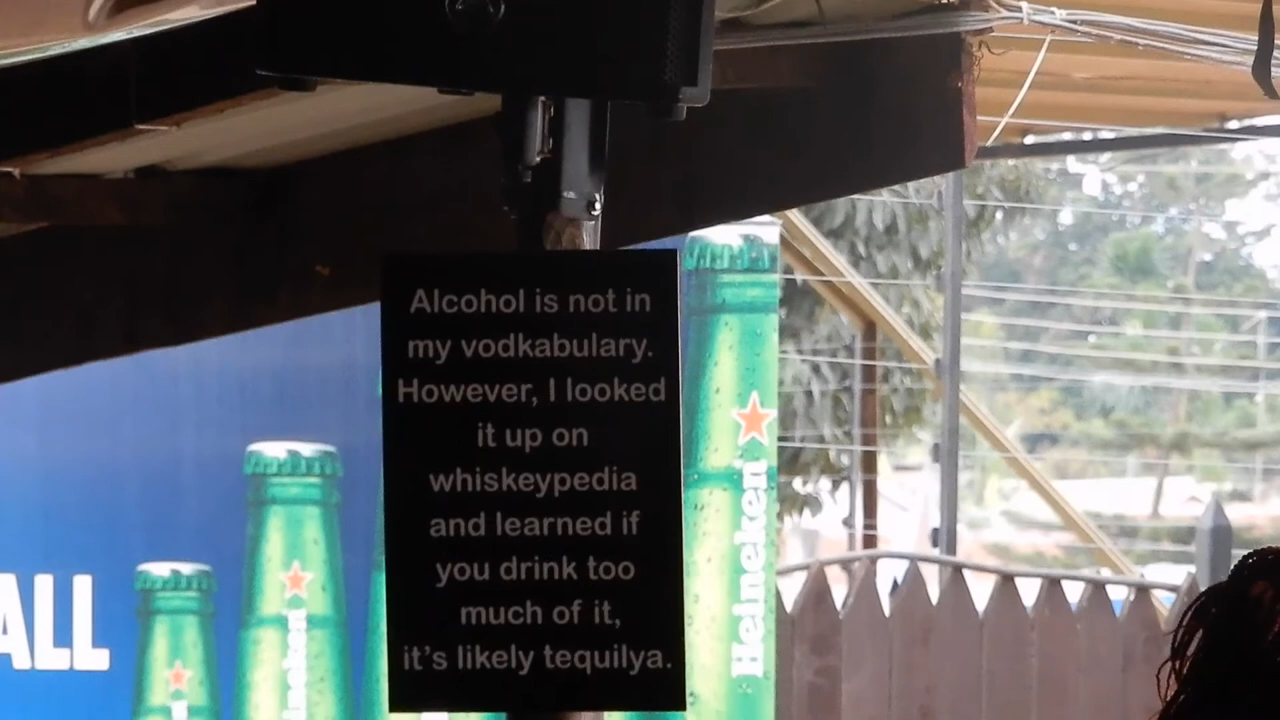 Alcohol is not in
my vodkabulary.
However, I looked
it up on
whiskeypedia
and learned if
you drink too
much of it,
it's likely tequilya.
Heineken
ALL